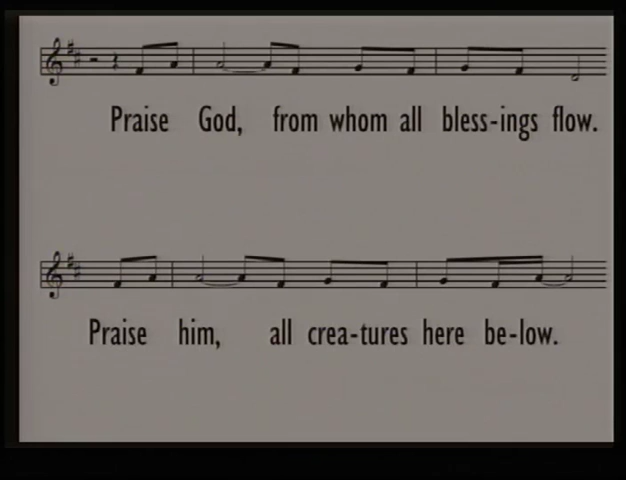 Praise God, from whom all bless-ings flow.
Praise him, all crea-tures here be-low.